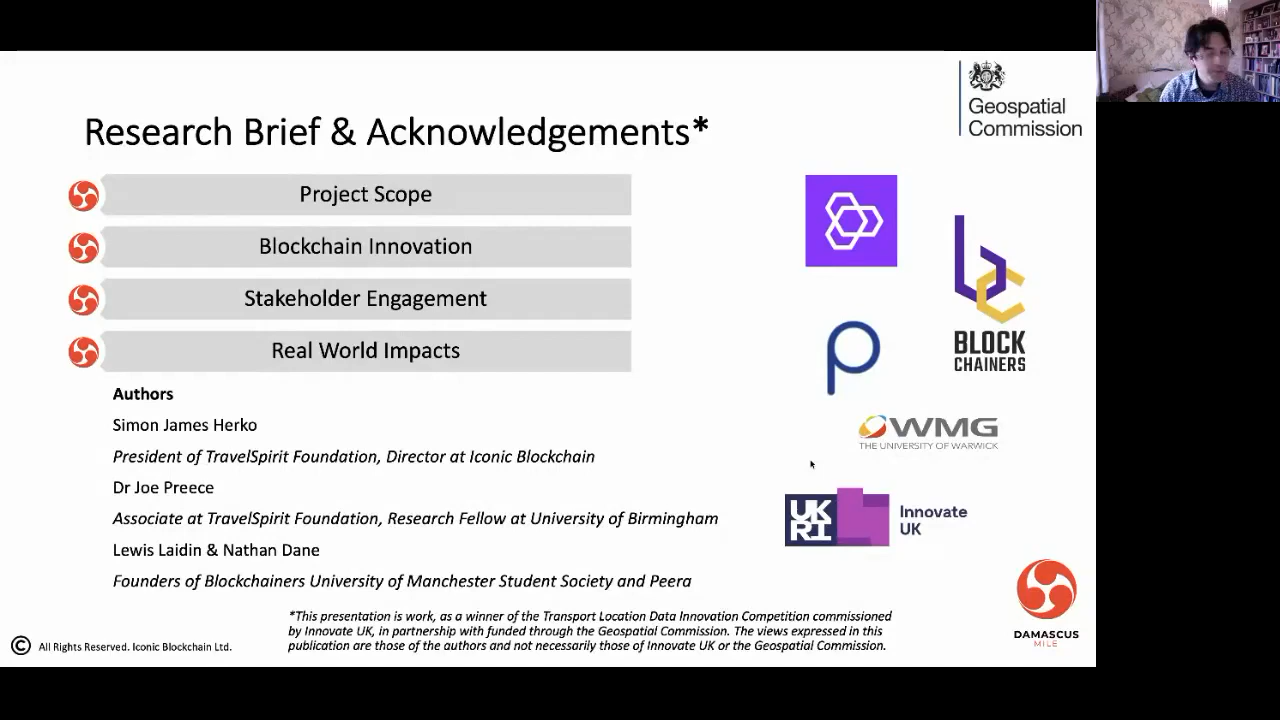 Geospatial
Commission
Research Brief & Acknowledgements*
Project Scope
Blockchain Innovation
Stakeholder Engagement
Real World Impacts
BLOCK
CHAINERS
Authors
Simon James Herko
President of TravelSpirit Foundation, Director at Iconic Blockchain
Dr Joe Preece
Associate at TravelSpirit Foundation, Research Fellow at University of Birmingham
Lewis Laidin & Nathan Dane
Founders of Blockchainers University of Manchester Student Society and Peera
WMG
THE UNIVERSITY OF WARWICK
UK
RI
Innovate
UK
*This presentation is work, as a winner of the Transport Location Data Innovation Competition commissioned
by Innovate UK, in partnership with funded through the Geospatial Commission. The views expressed in this
publication are those of the authors and not necessarily those of Innovate UK or the Geospatial Commission.
© All Rights Reserved. Iconic Blockchain Ltd.
DAMASCUS
MILE